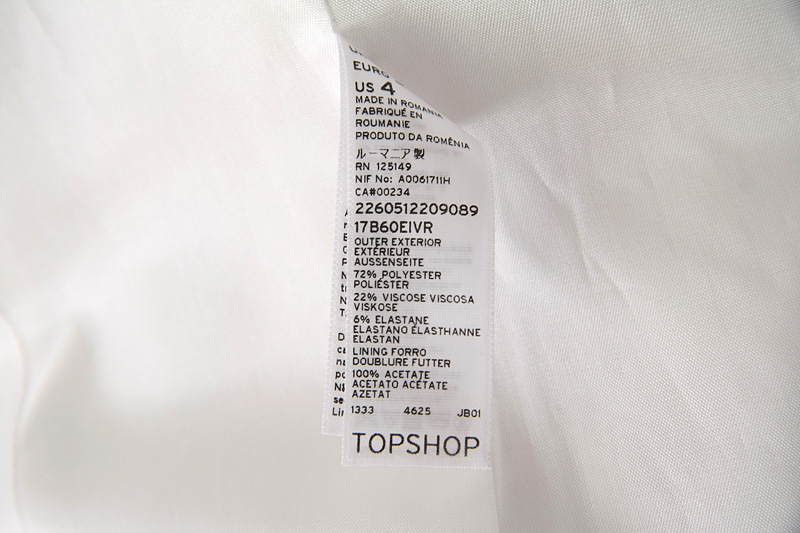 EURO
US 4
MADE IN ROMANIA
FABRIQUÉ EN
ROUMANIE
PRODUTO DA ROMÊNIA
ルーマニア製
RN 125149
NIF No: A0061711H
CA#00234
2260512209089
17B60EIVR
OUTER EXTERIOR
EXTÉRIEUR
AUSSENSEITE
72% POLYESTER
POLIÉSTER
22% VISCOSE VISCOSA
VISKOSE
6% ELASTANE
ELASTANO ÉLASTHANNE
ELASTAN
LINING FORRO
DOUBLURE FUTTER
100% ACETATE
ACETATO ACÉTATE
AZETAT
1333 4625 JB01
TOPSHOP